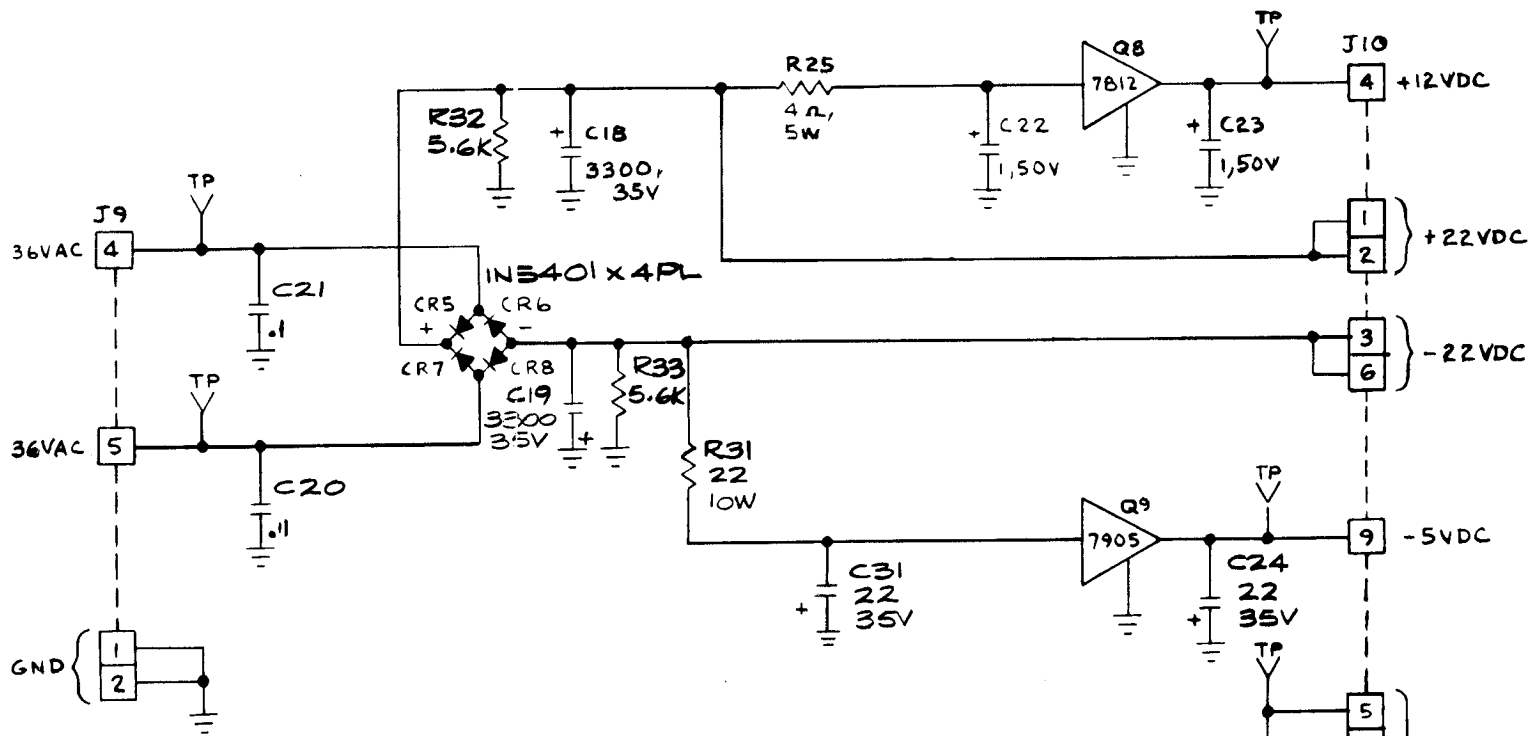 TP
J10
Q8
R25
7812
4
+12VDC
4Ω,
5W
R32
5.6K
+
C18
3300,
35V
+
C22
1,50V
+
C23
1,50V
TP
J9
1
2
+22VDC
36VAC
4
IN5401 x 4PL
C21
.1
CR5
CR6
+
-
3
6
-22VDC
CR7
CR8
R33
5.6K
C19
3300
35V
+
TP
36VAC
5
R31
22
10W
C20
.1
TP
Q9
7905
9
-5VDC
C31
22
35V
+
C24
22
35V
+
GND
1
2
TP
5